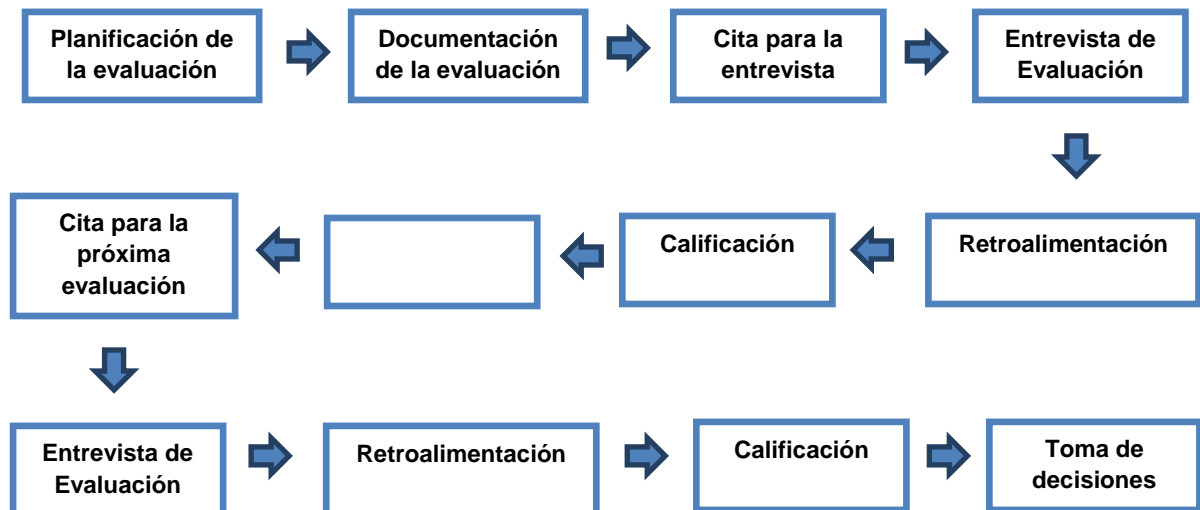 Planificación de
la evaluación
Documentación
de la evaluación
Cita para la
entrevista
Entrevista de
Evaluación
Retroalimentación
Calificación
Cita para la
próxima
evaluación
Entrevista de
Evaluación
Retroalimentación
Calificación
Toma de
decisiones